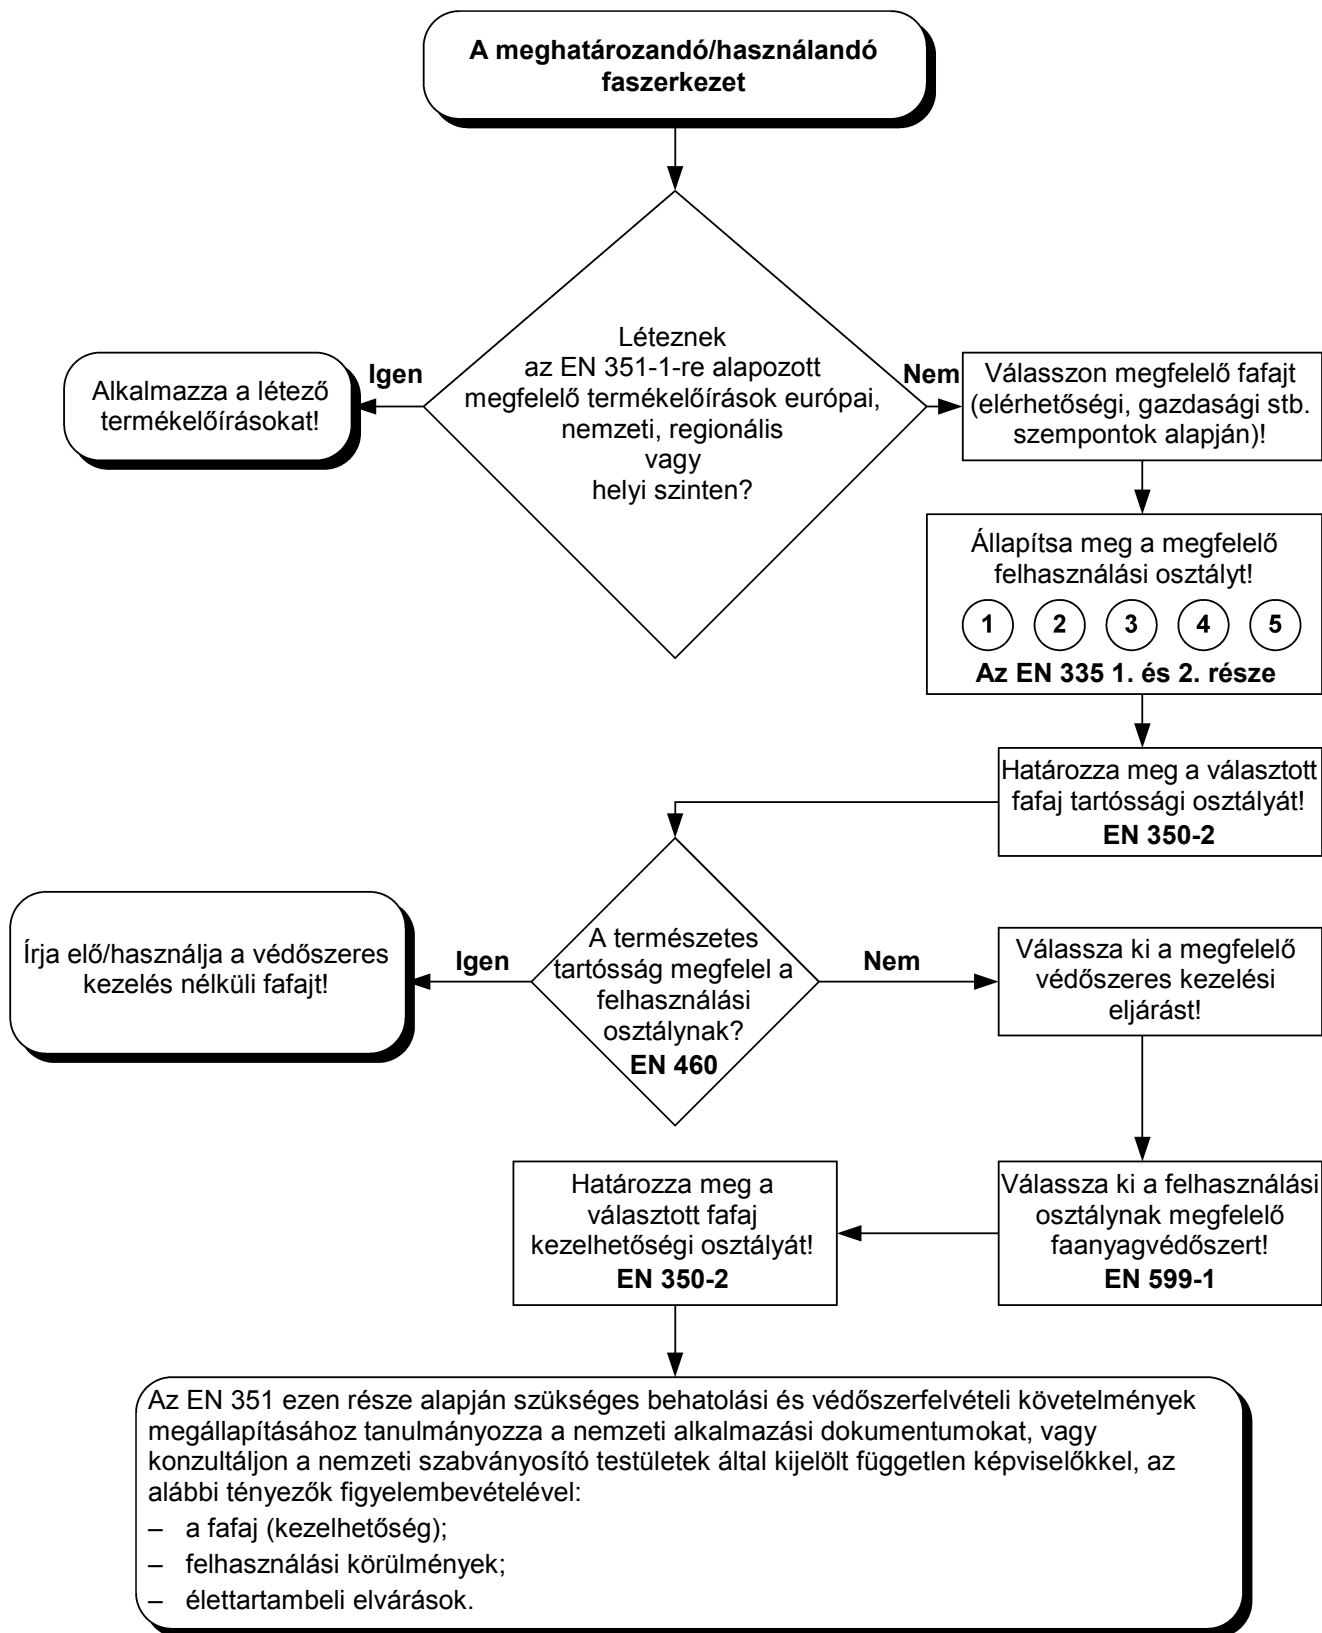 A meghatározandó/használandó
faszerkezet
Léteznek
az EN 351-1-re alapozott
megfelelő termékelőírások európai,
nemzeti, regionális
vagy
helyi szinten?
Igen
Alkalmazza a létező
termékelőírásokat!
Nem
Válasszon megfelelő fafajt
(elérhetőségi, gazdasági stb.
szempontok alapján)!
Állapítsa meg a megfelelő
felhasználási osztályt!
1 2 3 4 5
Az EN 335 1. és 2. része
Határozza meg a választott
fafaj tartóssági osztályát!
EN 350-2
A természetes
tartósság megfelel a
felhasználási
osztálynak?
EN 460
Igen
Írja elő/használja a védőszeres
kezelés nélküli fafajt!
Nem
Válassza ki a megfelelő
védőszeres kezelési
eljárást!
Válassza ki a felhasználási
osztálynak megfelelő
faanyagvédőszert!
EN 599-1
Határozza meg a
választott fafaj
kezelhetőségi osztályát!
EN 350-2
Az EN 351 ezen része alapján szükséges behatolási és védőszerfelvételi követelmények
megállapításához tanulmányozza a nemzeti alkalmazási dokumentumokat, vagy
konzultáljon a nemzeti szabványosító testületek által kijelölt független képviselőkkel, az
alábbi tényezők figyelembevételével:
– a fafaj (kezelhetőség);
– felhasználási körülmények;
– élettartambeli elvárások.